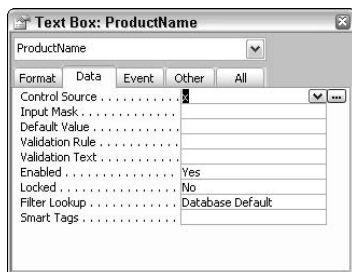 Text Box: ProductName
ProductName
Format Data Event Other All
Control Source . . . . . . . . . . . x
Input Mask . . . . . . . . . . . . . .
Default Value . . . . . . . . . . . . .
Validation Rule . . . . . . . . . . . .
Validation Text . . . . . . . . . . . .
Enabled . . . . . . . . . . . . . . . . Yes
Locked . . . . . . . . . . . . . . . . . No
Filter Lookup . . . . . . . . . . . . . Database Default
Smart Tags . . . . . . . . . . . . . .